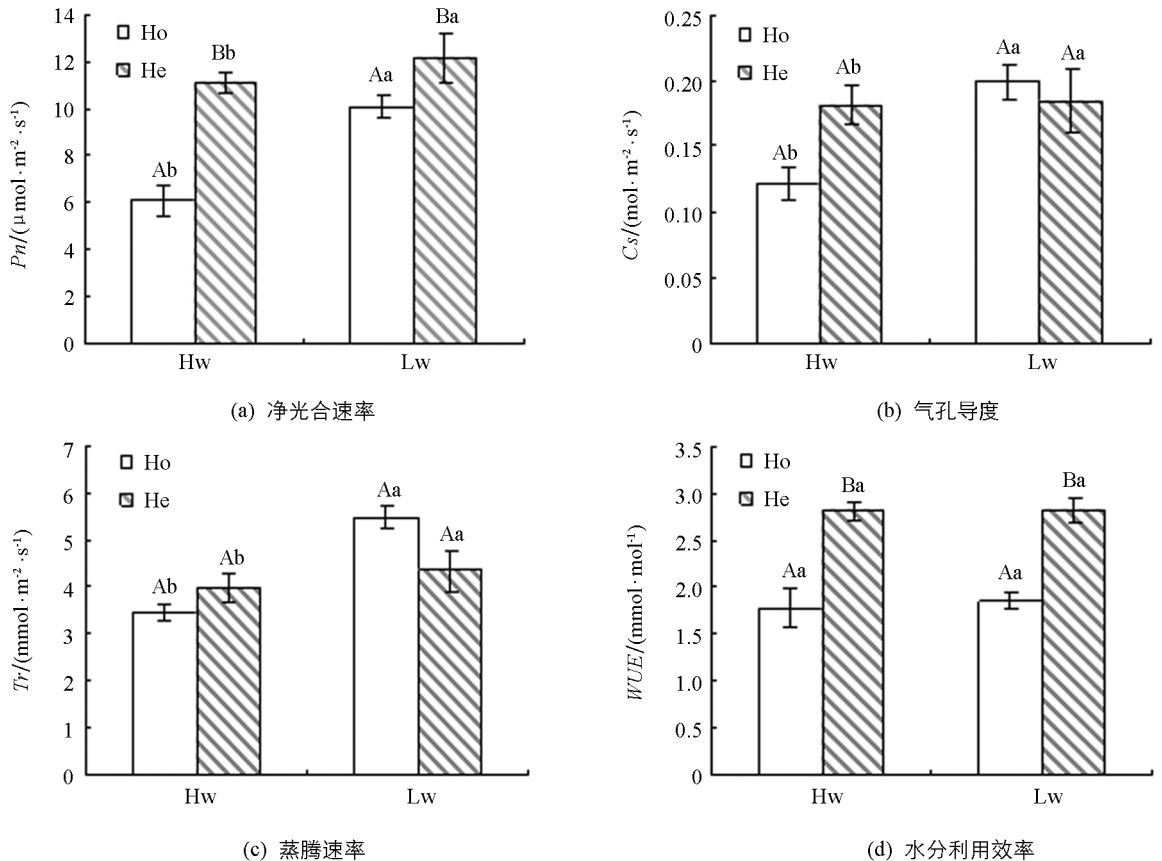 14
12
10
8
6
4
2
0
Pn/(μmol·m⁻²·s⁻¹)
Ho
He
Ab
Bb
Aa
Ba
Hw
Lw
(a) 净光合速率
0.25
0.20
0.15
0.10
0.05
0
Cs/(mol·m⁻²·s⁻¹)
Ho
He
Ab
Ab
Aa
Aa
Hw
Lw
(b) 气孔导度
7
6
5
4
3
2
1
0
Tr/(mmol·m⁻²·s⁻¹)
Ho
He
Ab
Ab
Aa
Aa
Hw
Lw
(c) 蒸腾速率
3.5
3.0
2.5
2.0
1.5
1.0
0.5
0
WUE/(mmol·mol⁻¹)
Ho
He
Aa
Ba
Aa
Ba
Hw
Lw
(d) 水分利用效率